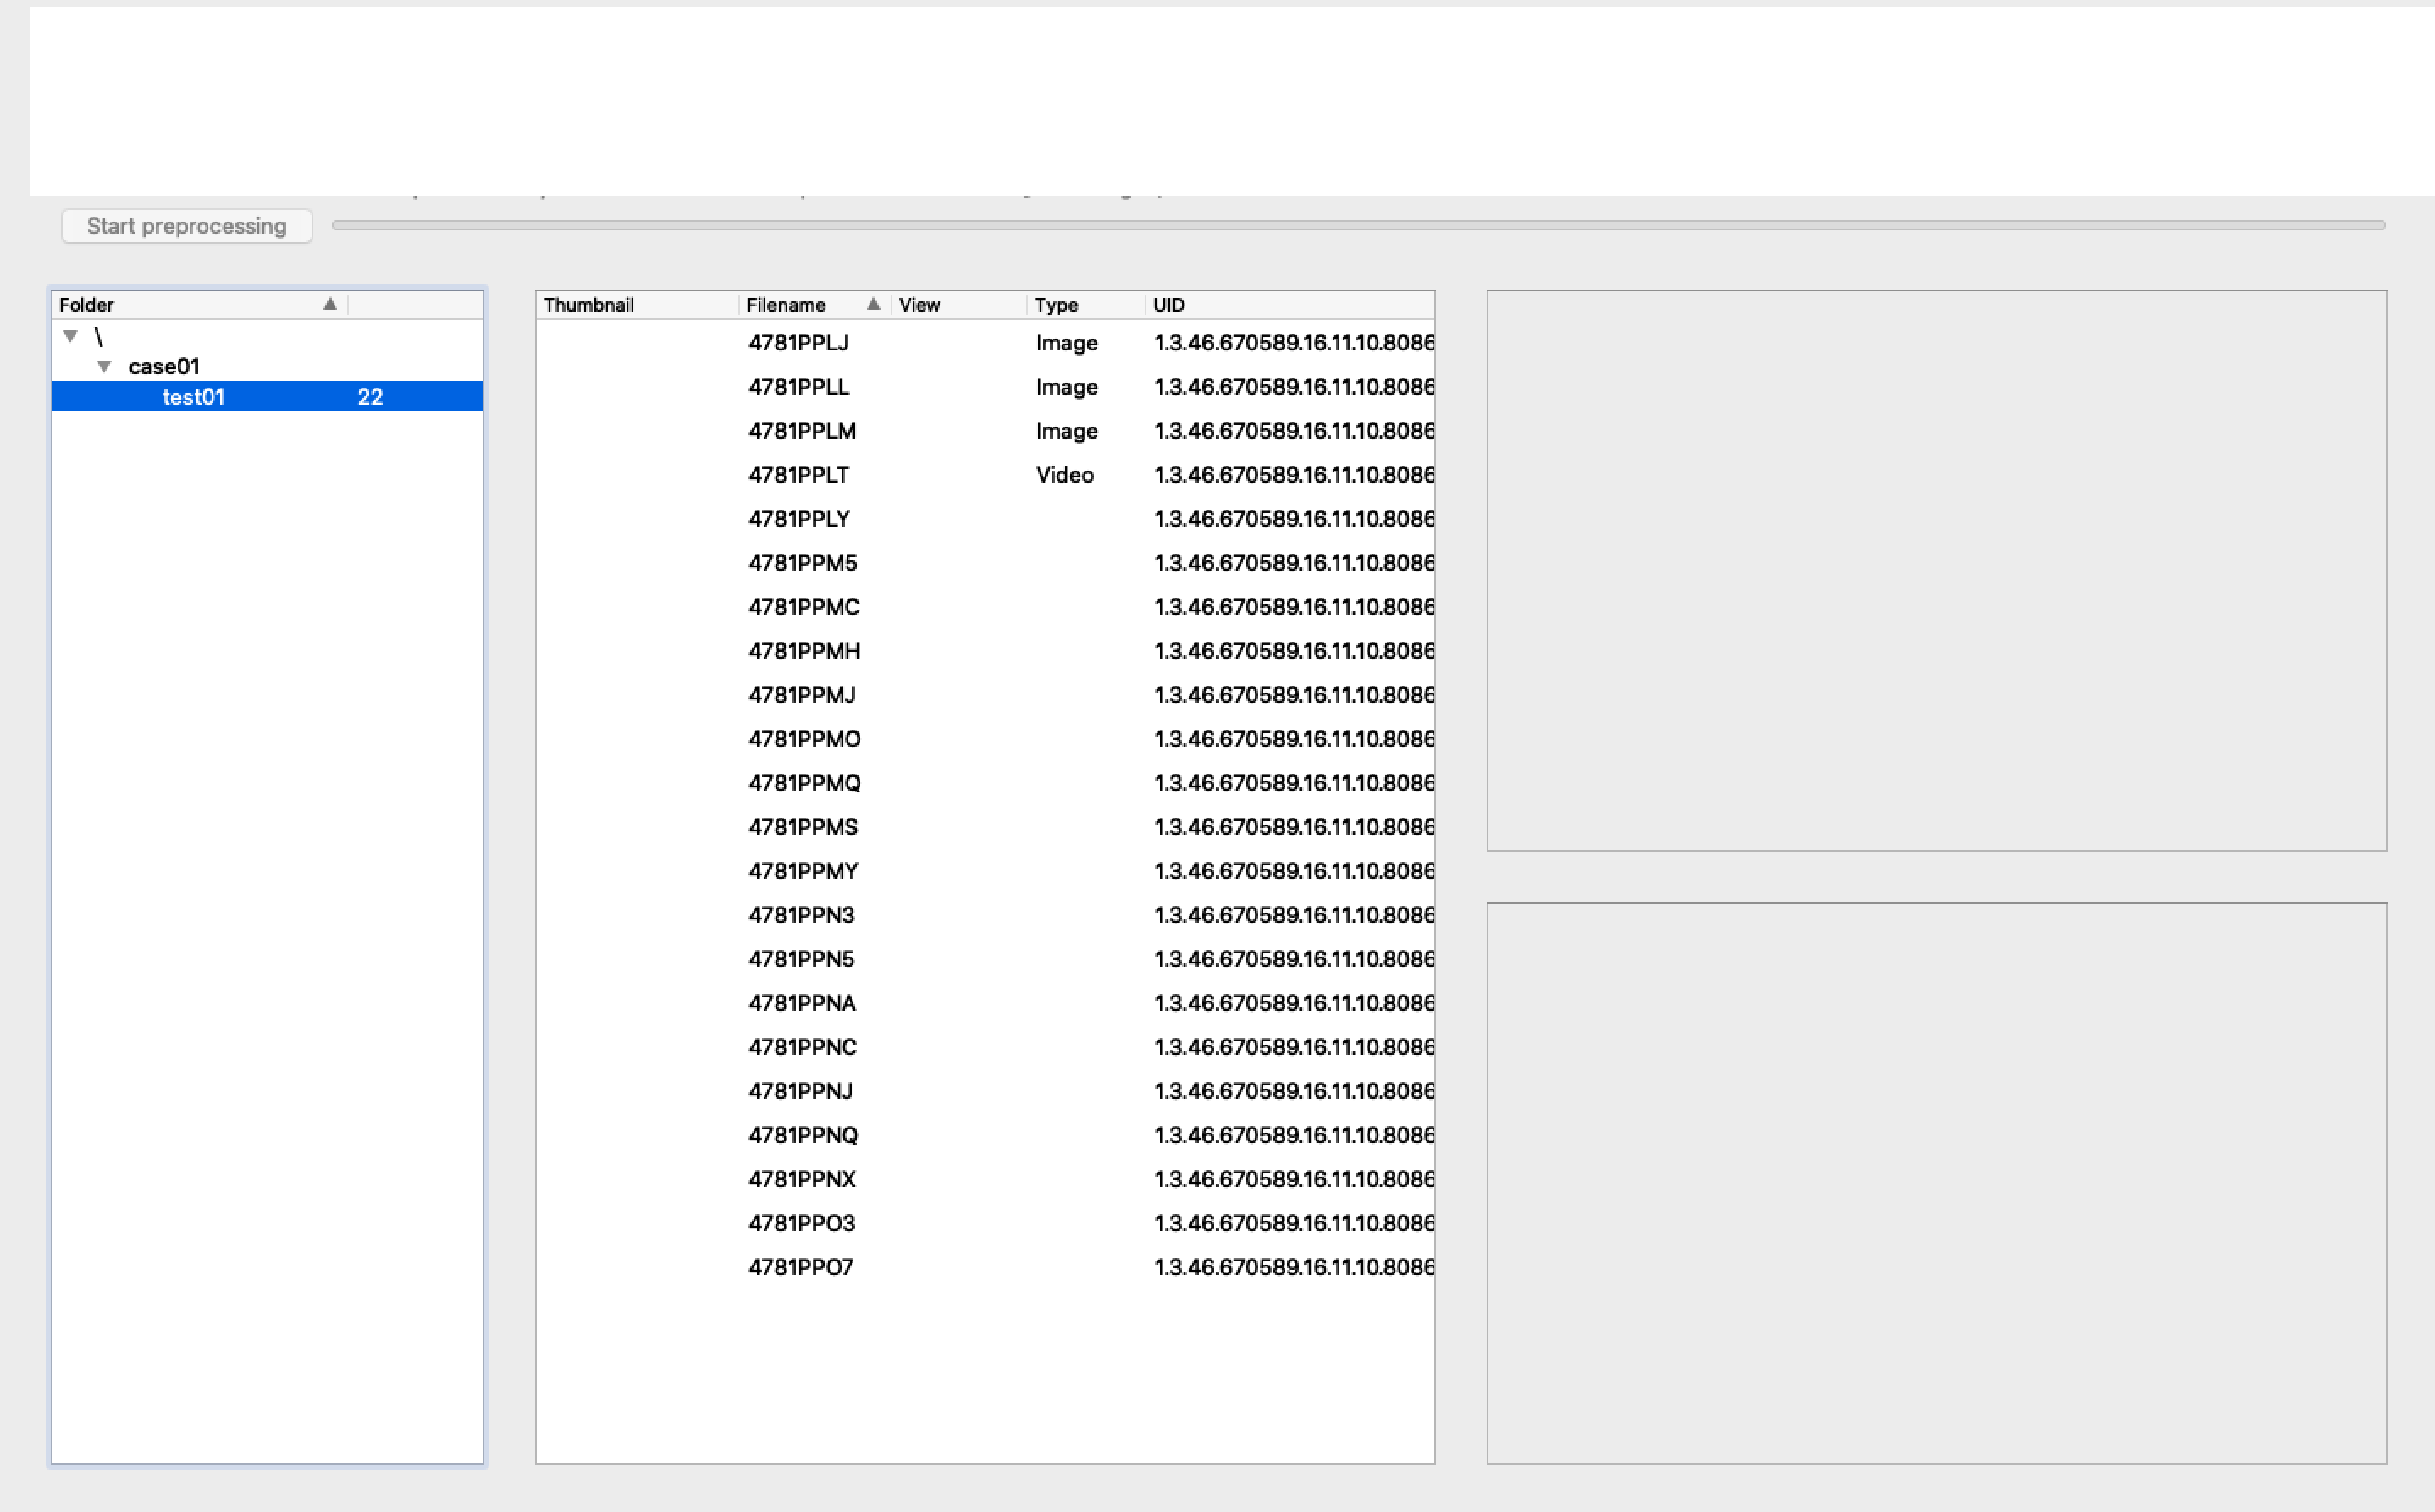 Start preprocessing
Folder
\
case01
test01 22
Thumbnail Filename View Type UID
4781PPLJ Image 1.3.46.670589.16.11.10.8086
4781PPLL Image 1.3.46.670589.16.11.10.8086
4781PPLM Image 1.3.46.670589.16.11.10.8086
4781PPLT Video 1.3.46.670589.16.11.10.8086
4781PPLY 1.3.46.670589.16.11.10.8086
4781PPM5 1.3.46.670589.16.11.10.8086
4781PPMC 1.3.46.670589.16.11.10.8086
4781PPMH 1.3.46.670589.16.11.10.8086
4781PPMJ 1.3.46.670589.16.11.10.8086
4781PPMO 1.3.46.670589.16.11.10.8086
4781PPMQ 1.3.46.670589.16.11.10.8086
4781PPMS 1.3.46.670589.16.11.10.8086
4781PPMY 1.3.46.670589.16.11.10.8086
4781PPN3 1.3.46.670589.16.11.10.8086
4781PPN5 1.3.46.670589.16.11.10.8086
4781PPNA 1.3.46.670589.16.11.10.8086
4781PPNC 1.3.46.670589.16.11.10.8086
4781PPNJ 1.3.46.670589.16.11.10.8086
4781PPNQ 1.3.46.670589.16.11.10.8086
4781PPNX 1.3.46.670589.16.11.10.8086
4781PPO3 1.3.46.670589.16.11.10.8086
4781PPO7 1.3.46.670589.16.11.10.8086